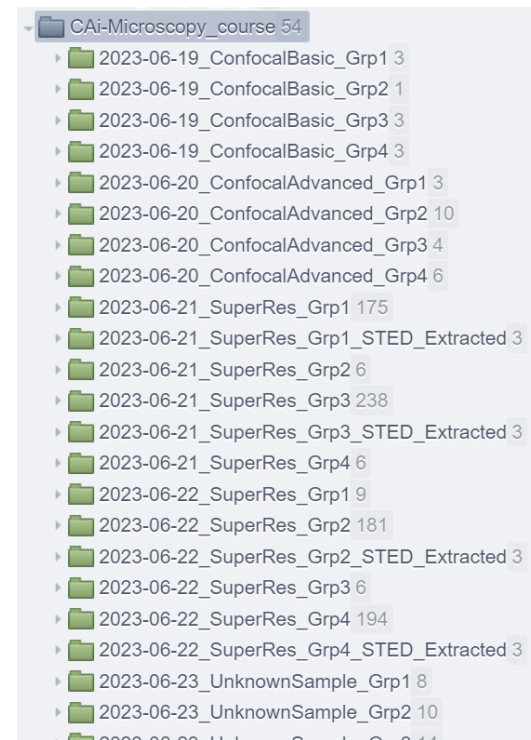 CAi-Microscopy_course 54
2023-06-19_ConfocalBasic_Grp1 3
2023-06-19_ConfocalBasic_Grp2 1
2023-06-19_ConfocalBasic_Grp3 3
2023-06-19_ConfocalBasic_Grp4 3
2023-06-20_ConfocalAdvanced_Grp1 3
2023-06-20_ConfocalAdvanced_Grp2 10
2023-06-20_ConfocalAdvanced_Grp3 4
2023-06-20_ConfocalAdvanced_Grp4 6
2023-06-21_SuperRes_Grp1 175
2023-06-21_SuperRes_Grp1_STED_Extracted 3
2023-06-21_SuperRes_Grp2 6
2023-06-21_SuperRes_Grp3 238
2023-06-21_SuperRes_Grp3_STED_Extracted 3
2023-06-21_SuperRes_Grp4 6
2023-06-22_SuperRes_Grp1 9
2023-06-22_SuperRes_Grp2 181
2023-06-22_SuperRes_Grp2_STED_Extracted 3
2023-06-22_SuperRes_Grp3 6
2023-06-22_SuperRes_Grp4 194
2023-06-22_SuperRes_Grp4_STED_Extracted 3
2023-06-23_UnknownSample_Grp1 8
2023-06-23_UnknownSample_Grp2 10